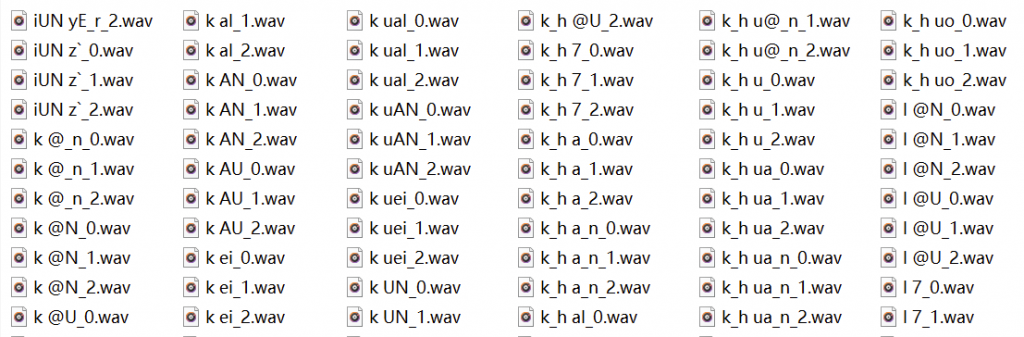 iUN yE_r_2.wav
iUN z`_0.wav
iUN z`_1.wav
iUN z`_2.wav
k @_n_0.wav
k @_n_1.wav
k @_n_2.wav
k @N_0.wav
k @N_1.wav
k @N_2.wav
k @U_0.wav
k aI_1.wav
k aI_2.wav
k AN_0.wav
k AN_1.wav
k AN_2.wav
k AU_0.wav
k AU_1.wav
k AU_2.wav
k ei_0.wav
k ei_1.wav
k ei_2.wav
k uaI_0.wav
k uaI_1.wav
k uaI_2.wav
k uAN_0.wav
k uAN_1.wav
k uAN_2.wav
k uei_0.wav
k uei_1.wav
k uei_2.wav
k UN_0.wav
k UN_1.wav
k_h @U_2.wav
k_h 7_0.wav
k_h 7_1.wav
k_h 7_2.wav
k_h a_0.wav
k_h a_1.wav
k_h a_2.wav
k_h a_n_0.wav
k_h a_n_1.wav
k_h a_n_2.wav
k_h aI_0.wav
k_h u@_n_1.wav
k_h u@_n_2.wav
k_h u_0.wav
k_h u_1.wav
k_h u_2.wav
k_h ua_0.wav
k_h ua_1.wav
k_h ua_2.wav
k_h ua_n_0.wav
k_h ua_n_1.wav
k_h ua_n_2.wav
k_h uo_0.wav
k_h uo_1.wav
k_h uo_2.wav
l @N_0.wav
l @N_1.wav
l @N_2.wav
l @U_0.wav
l @U_1.wav
l @U_2.wav
l 7_0.wav
l 7_1.wav